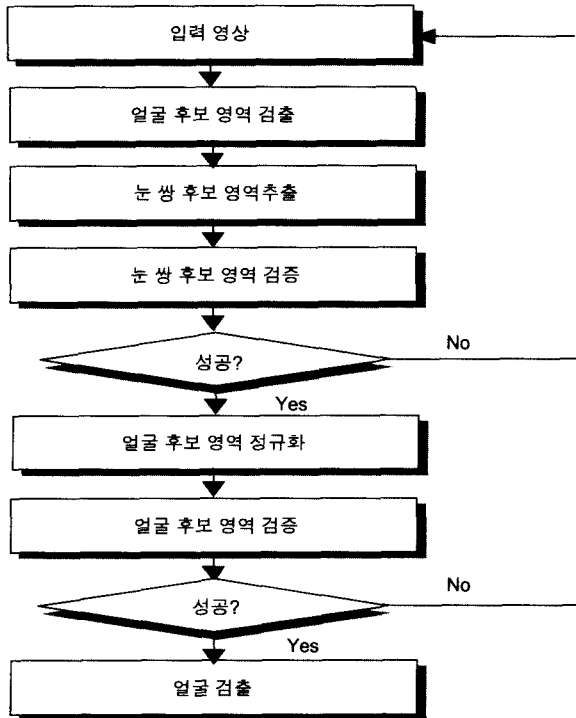 입력 영상
얼굴 후보 영역 검출
눈 쌍 후보 영역추출
눈 쌍 후보 영역 검증
성공?
No
Yes
얼굴 후보 영역 정규화
얼굴 후보 영역 검증
성공?
No
Yes
얼굴 검출